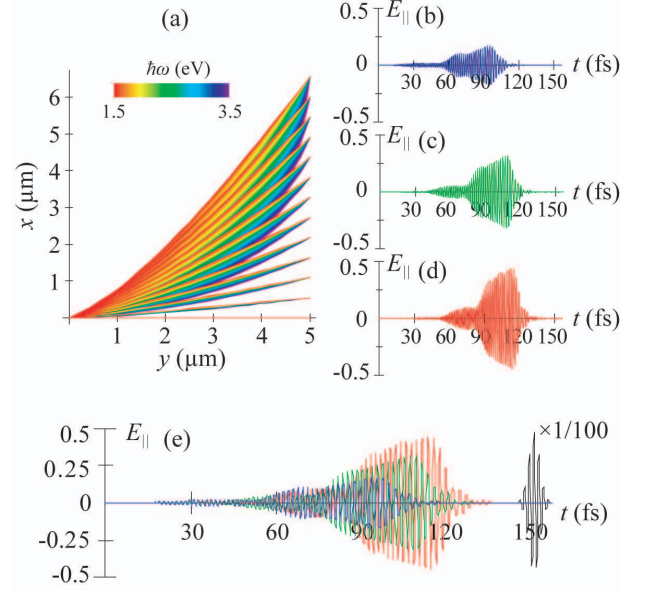 (a)
ħω (eV)
1.5 3.5
6
5
4
3
2
1
x (μm)
1 2 3 4 5
y (μm)
0.5 E|| (b)
0
-0.5
30 60 90 120 150 t (fs)
0.5 E|| (c)
0
-0.5
30 60 90 120 150 t (fs)
0.5 E|| (d)
0
-0.5
30 60 90 120 150 t (fs)
0.5 E|| (e) ×1/100
0.25
0
-0.25
-0.5
30 60 90 120 150 t (fs)